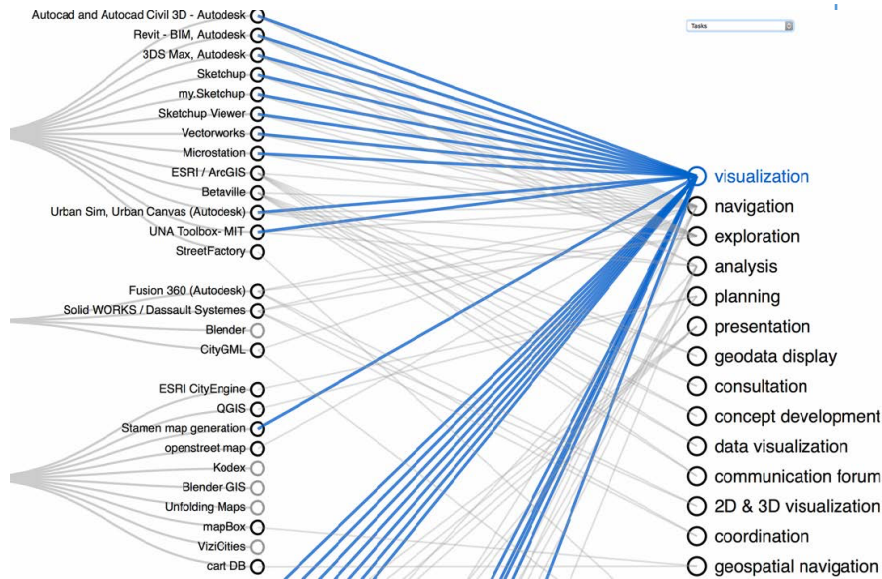 Autocad and Autocad Civil 3D - Autodesk
Revit - BIM, Autodesk
3DS Max, Autodesk
Sketchup
my.Sketchup
Sketchup Viewer
Vectorworks
Microstation
ESRI / ArcGIS
Betaville
Urban Sim, Urban Canvas (Autocesk)
UNA Toolbox- MIT
StreetFactory
Fusion 360 (Autodesk)
Solid WORKS / Dassault Systemes
Blender
CityGML
ESRI CityEngine
QGIS
Stamen map generation
openstreet map
Kodex
Blender GIS
Unfolding Maps
mapBox
ViziCities
cart DB
Tasks
visualization
navigation
exploration
analysis
planning
presentation
geodata display
consultation
concept development
data visualization
communication forum
2D & 3D visualization
coordination
geospatial navigation